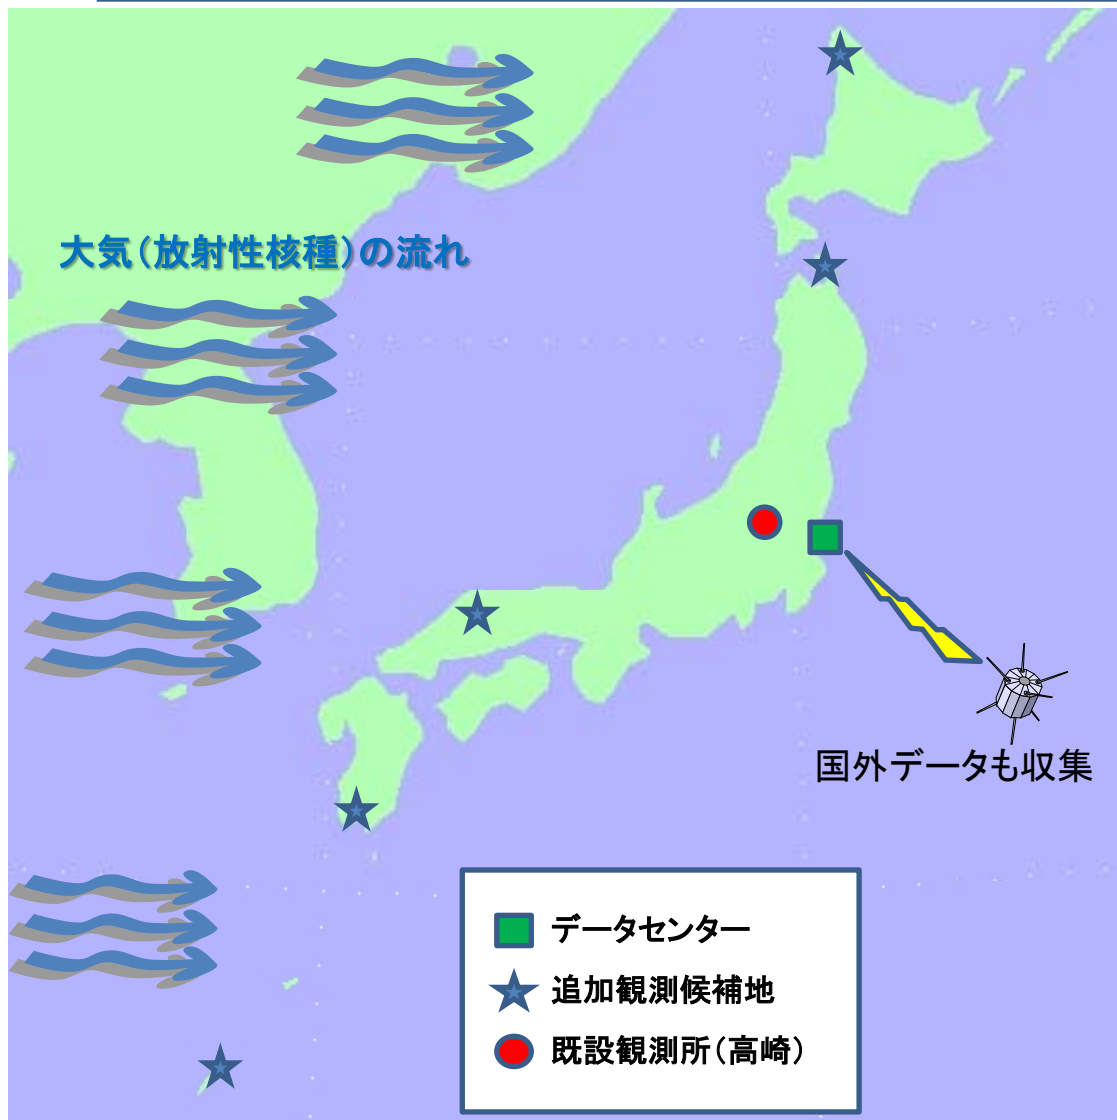 大気(放射性核種)の流れ
国外データも収集
データセンター
追加観測候補地
既設観測所(高崎)